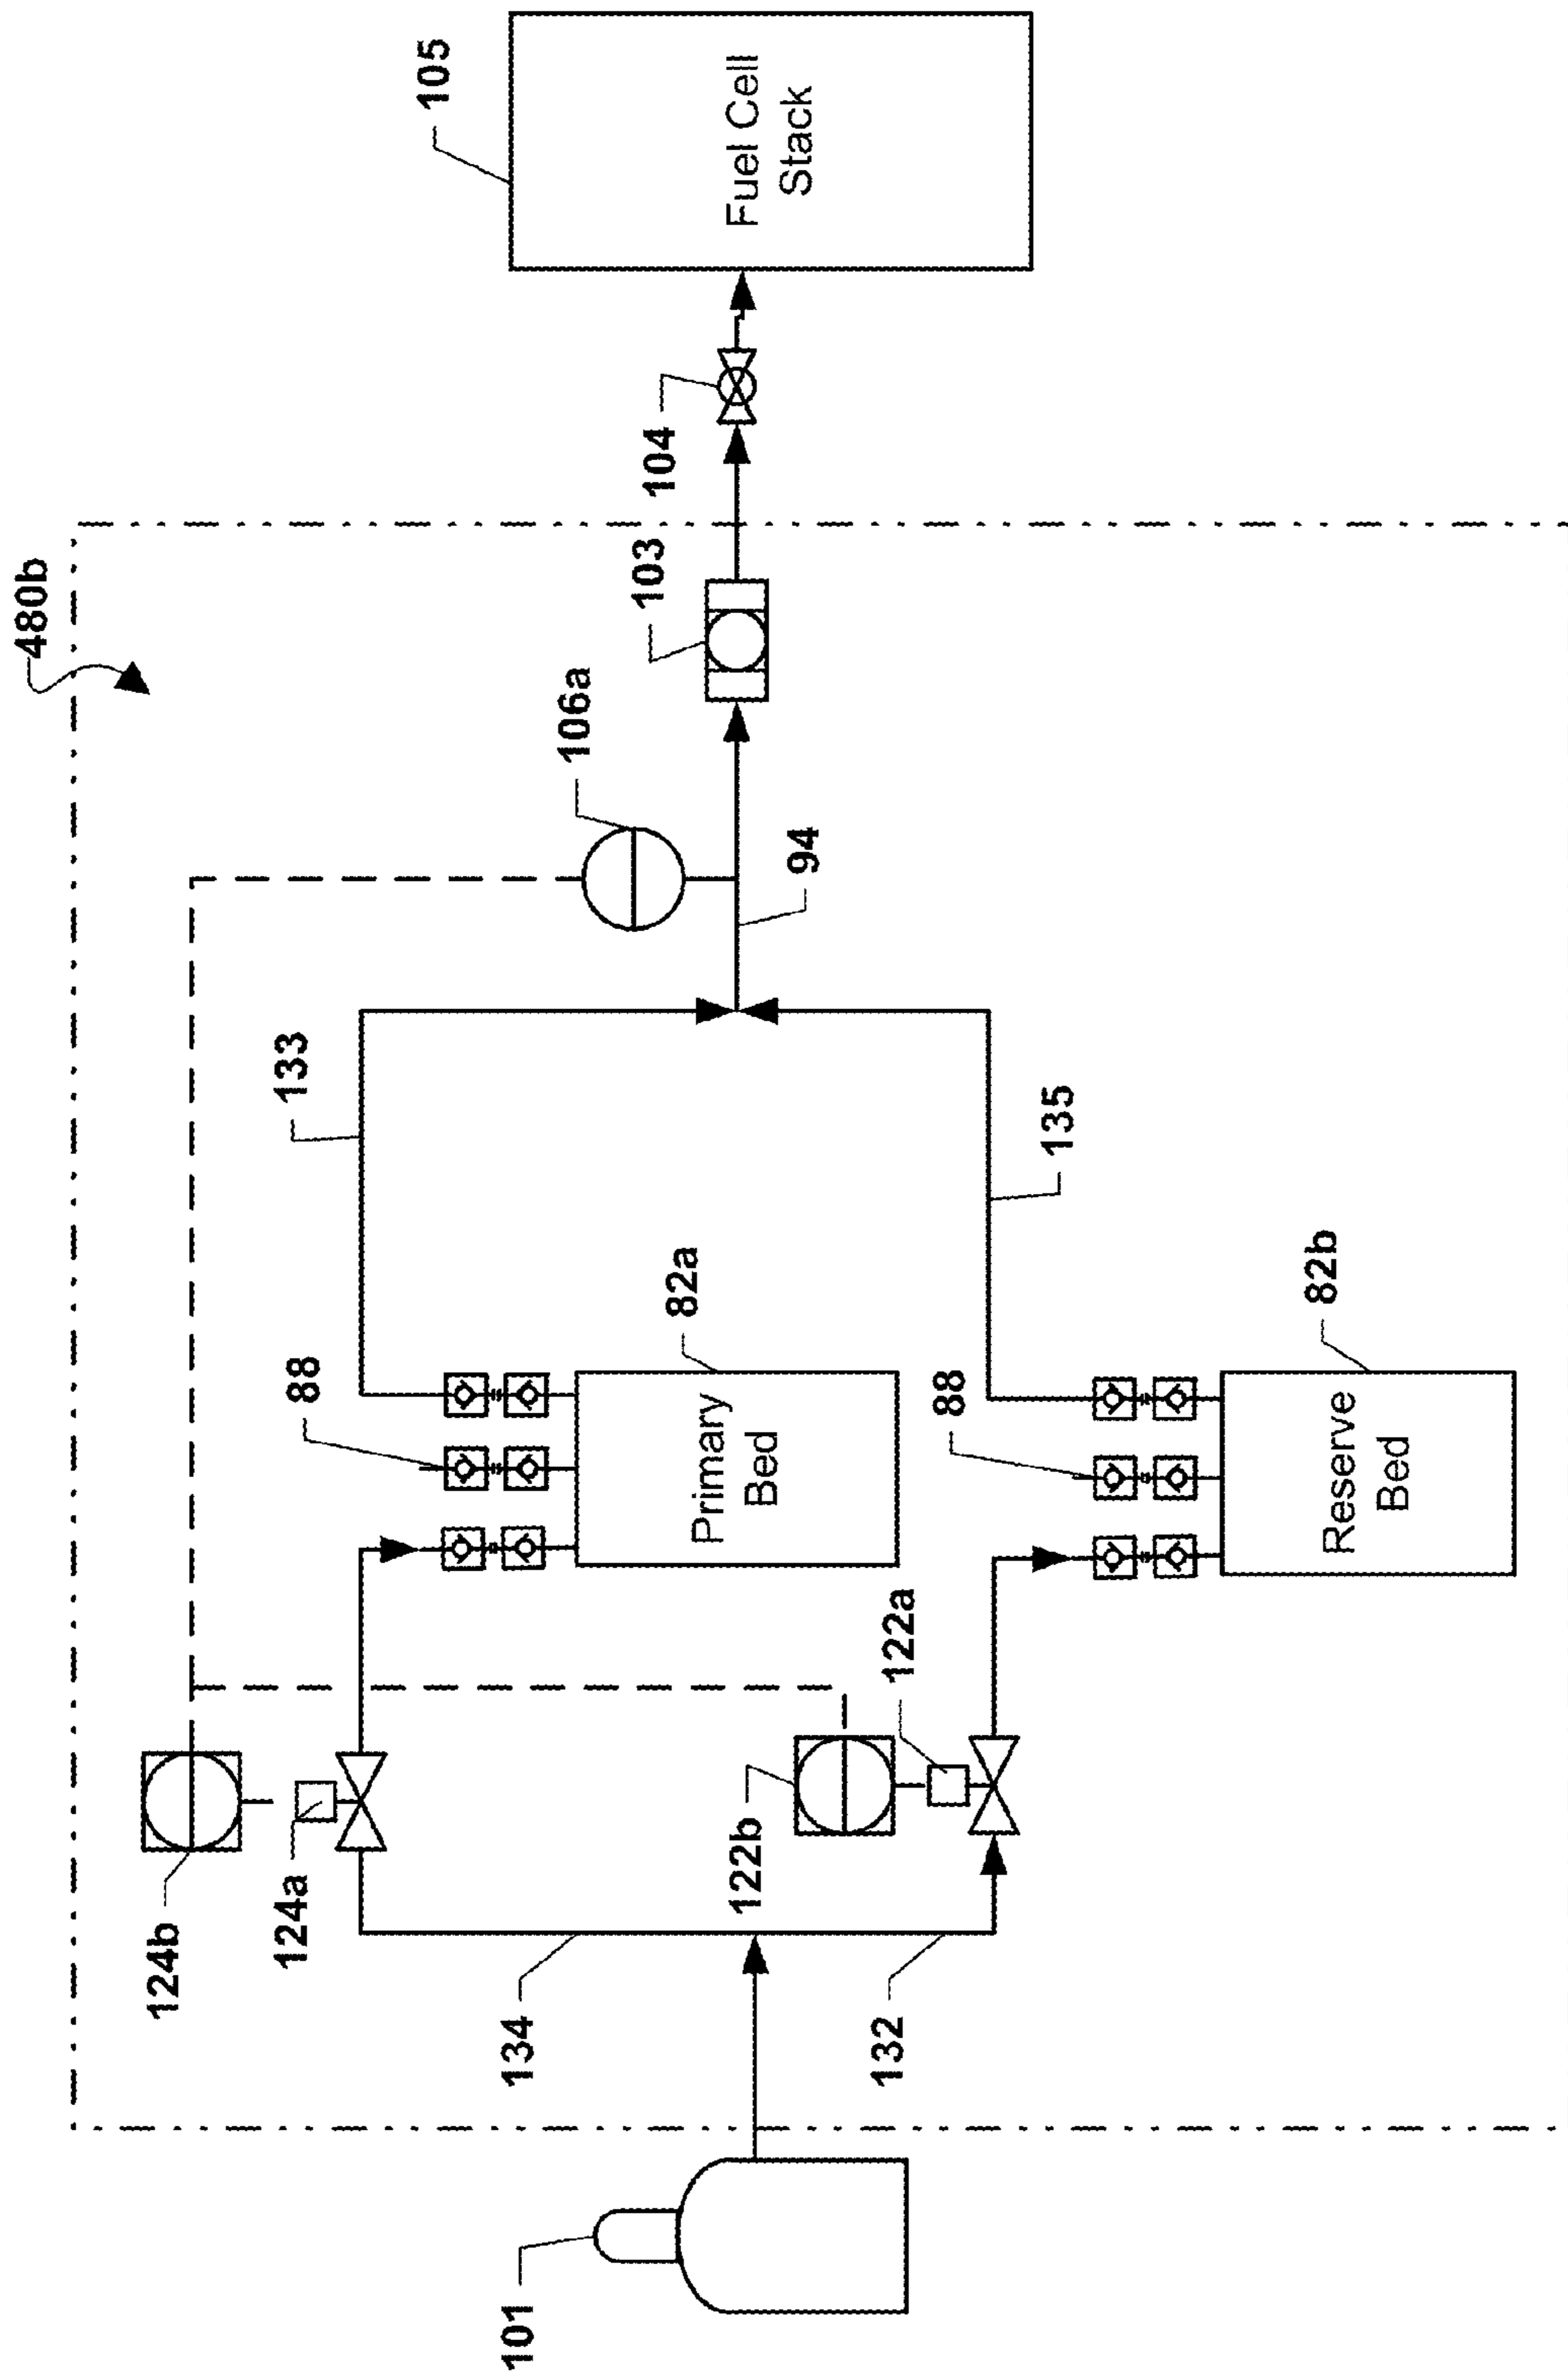 480b
105
Fuel Cell
Stack
104
103
106a
94
133
135
88
82a
Primary
Bed
88
82b
Reserve
Bed
124b
124a
122b
122a
134
132
101